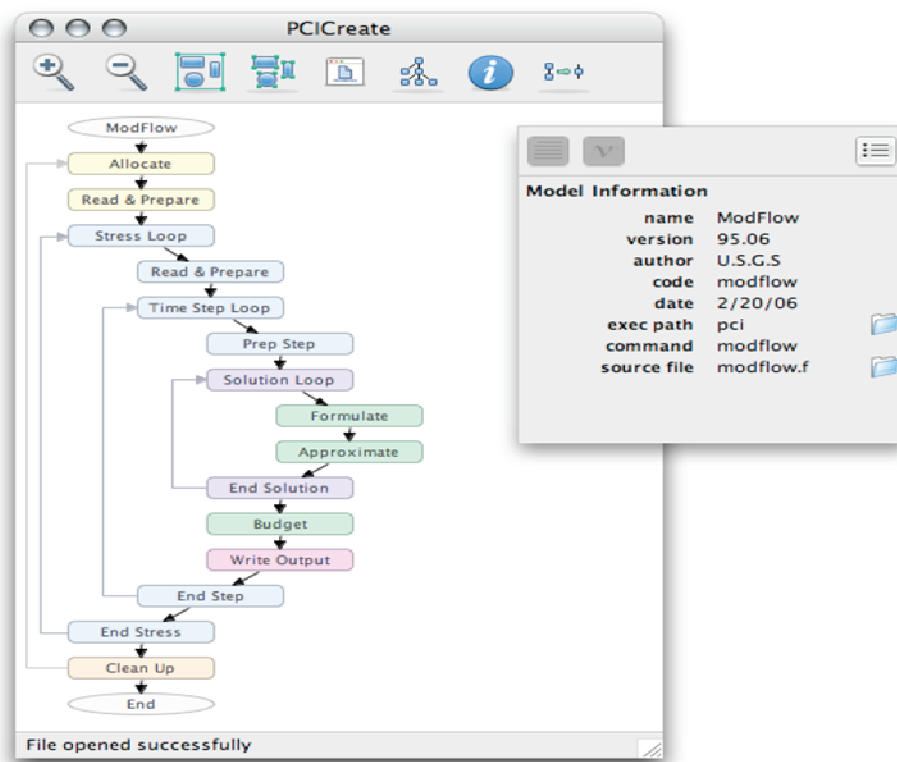 PCICreate
ModFlow
Allocate
Read & Prepare
Stress Loop
Read & Prepare
Time Step Loop
Prep Step
Solution Loop
Formulate
Approximate
End Solution
Budget
Write Output
End Step
End Stress
Clean Up
End
File opened successfully
i
V
Model Information
name ModFlow
version 95.06
author U.S.G.S
code modflow
date 2/20/06
exec path pci
command modflow
source file modflow.f